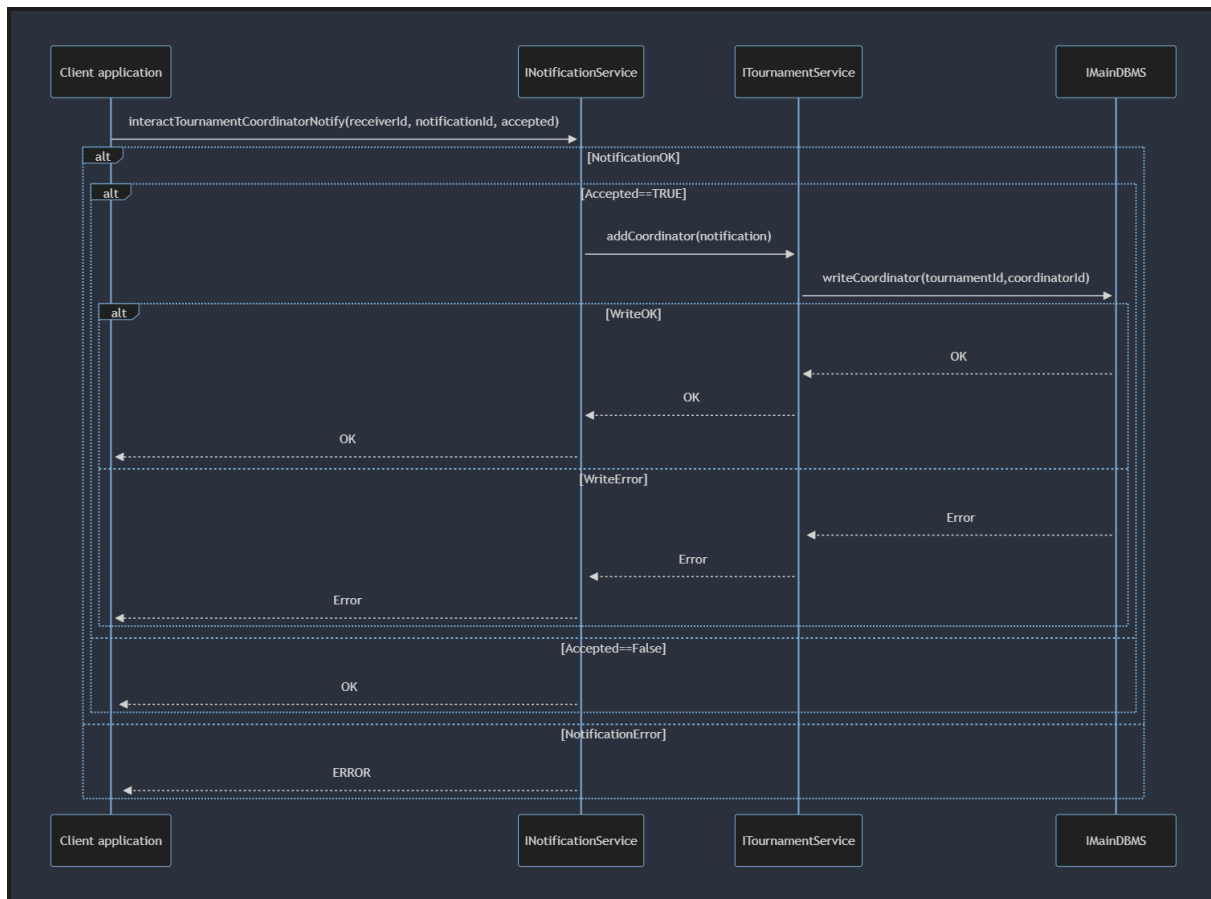 Client application
INotificationService
ITournamentService
IMainDBMS
interactTournamentCoordinatorNotify(receiverId, notificationId, accepted)
alt
[NotificationOK]
alt
[Accepted==TRUE]
addCoordinator(notification)
writeCoordinator(tournamentId,coordinatorId)
alt
[WriteOK]
OK
OK
OK
[WriteError]
Error
Error
Error
[Accepted==False]
OK
[NotificationError]
ERROR
Client application
INotificationService
ITournamentService
IMainDBMS